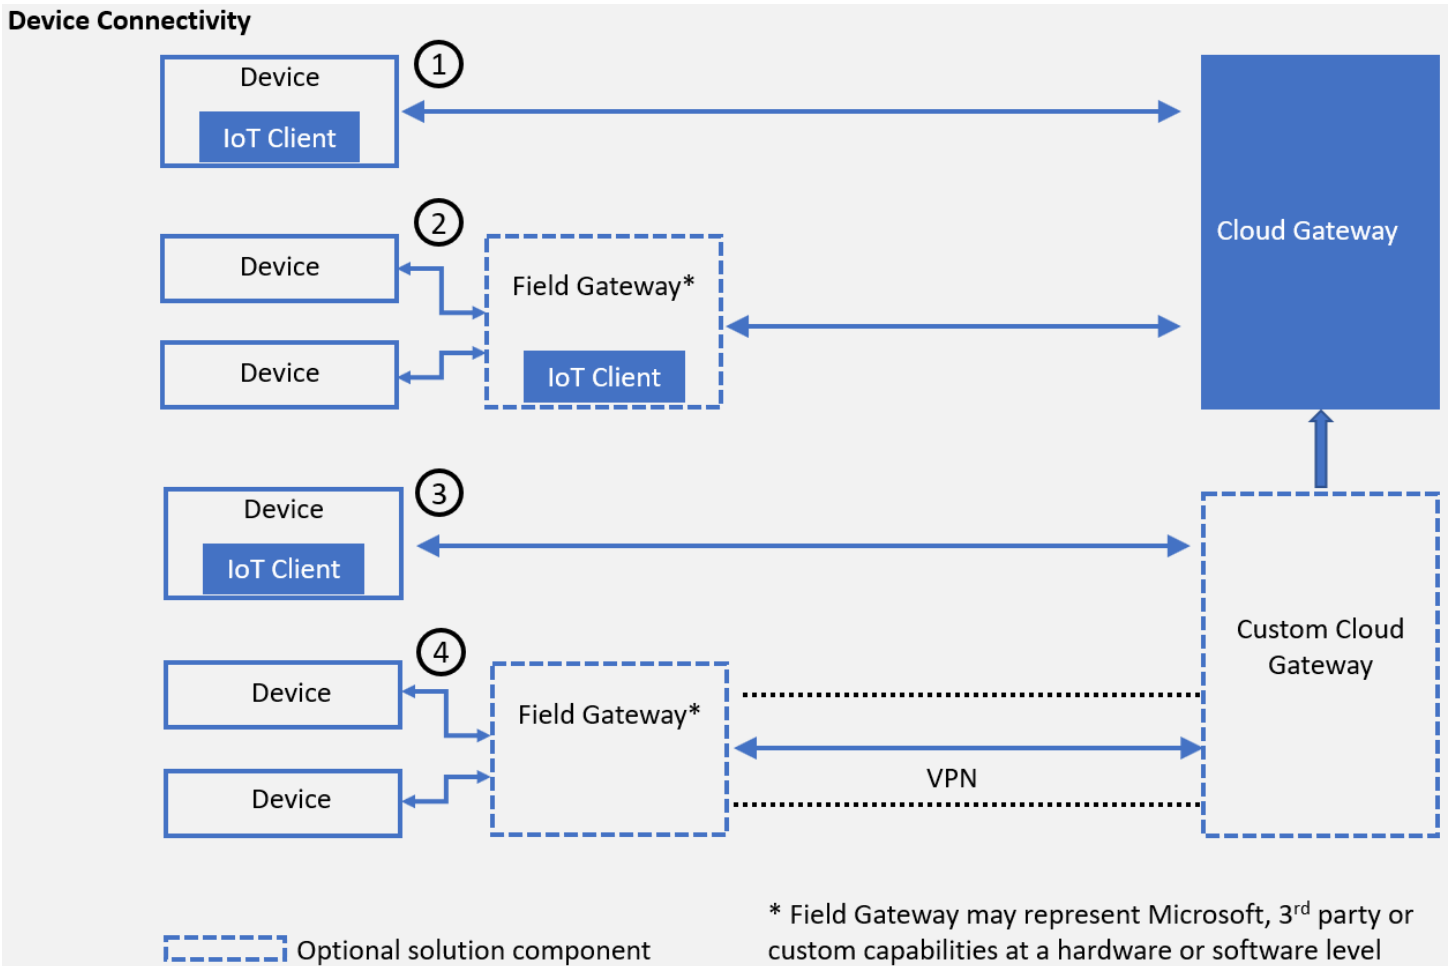 Device Connectivity
1
Device
IoT Client
Cloud Gateway
2
Device
Device
Field Gateway*
IoT Client
3
Device
IoT Client
Custom Cloud
Gateway
4
Device
Device
Field Gateway*
VPN
Optional solution component
* Field Gateway may represent Microsoft, 3rd party or
custom capabilities at a hardware or software level